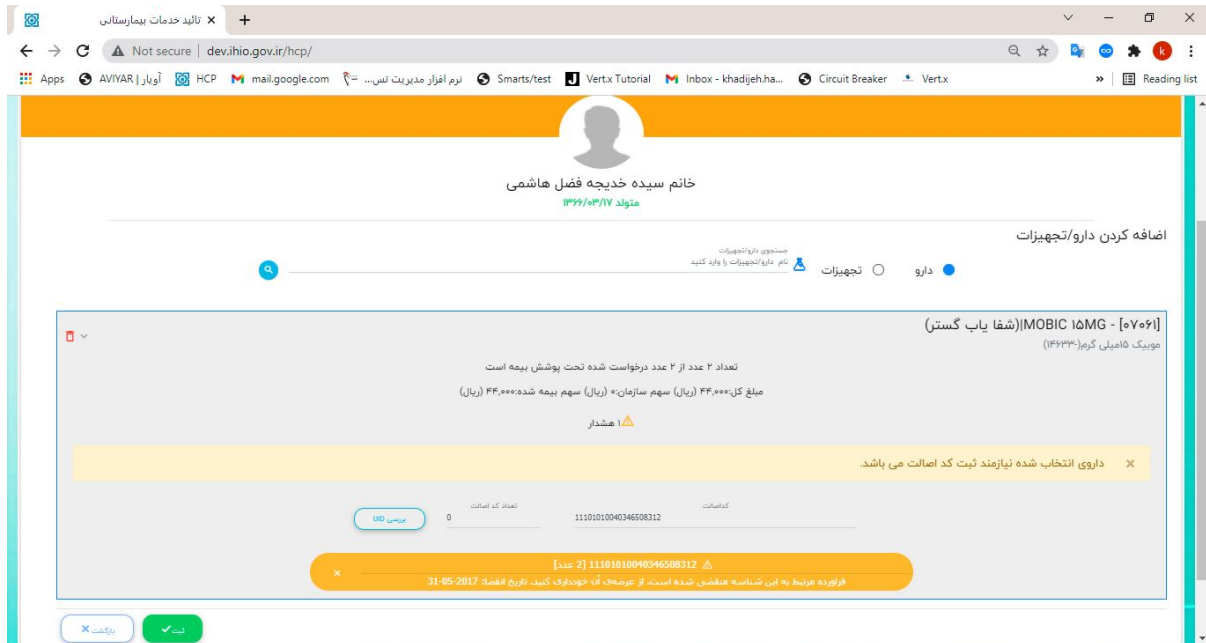 تائید خدمات بیمارستانی
Not secure | dev.ihio.gov.ir/hcp/
k
Apps AVIYAR | آویار HCP mail.google.com نرم افزار مدیریت تس... Smarts/test Vert.x Tutorial Inbox - khadijeh.ha... Circuit Breaker Vert.x » Reading list
خانم سیده خدیجه فضل هاشمی
متولد ۱۳۶۶/۰۳/۱۷
اضافه کردن دارو/تجهیزات
جستجوی دارو/تجهیزات
دارو تجهیزات نام دارو/تجهیزات را وارد کنید
[۰۷۰۶۱] - MOBIC ۱۵MG|(شفا یاب گستر)
موبیک ۱۵میلی گرم(-۱۴۶۳۳)
تعداد ۲ عدد از ۲ عدد درخواست شده تحت پوشش بیمه است
مبلغ کل:۴۴,۰۰۰ (ریال) سهم سازمان:۰ (ریال) سهم بیمه شده:۴۴,۰۰۰ (ریال)
۱ هشدار
داروی انتخاب شده نیازمند ثبت کد اصالت می باشد.
کداصالت تعداد کد اصالت
11101010040346508312 0 بررسی UID
11101010040346508312 [2 عدد]
فراورده مرتبط به این شناسه منقضی شده است، از عرضه‌ی آن خودداری کنید. تاریخ انقضا: 2017-05-31
ثبت بازگشت